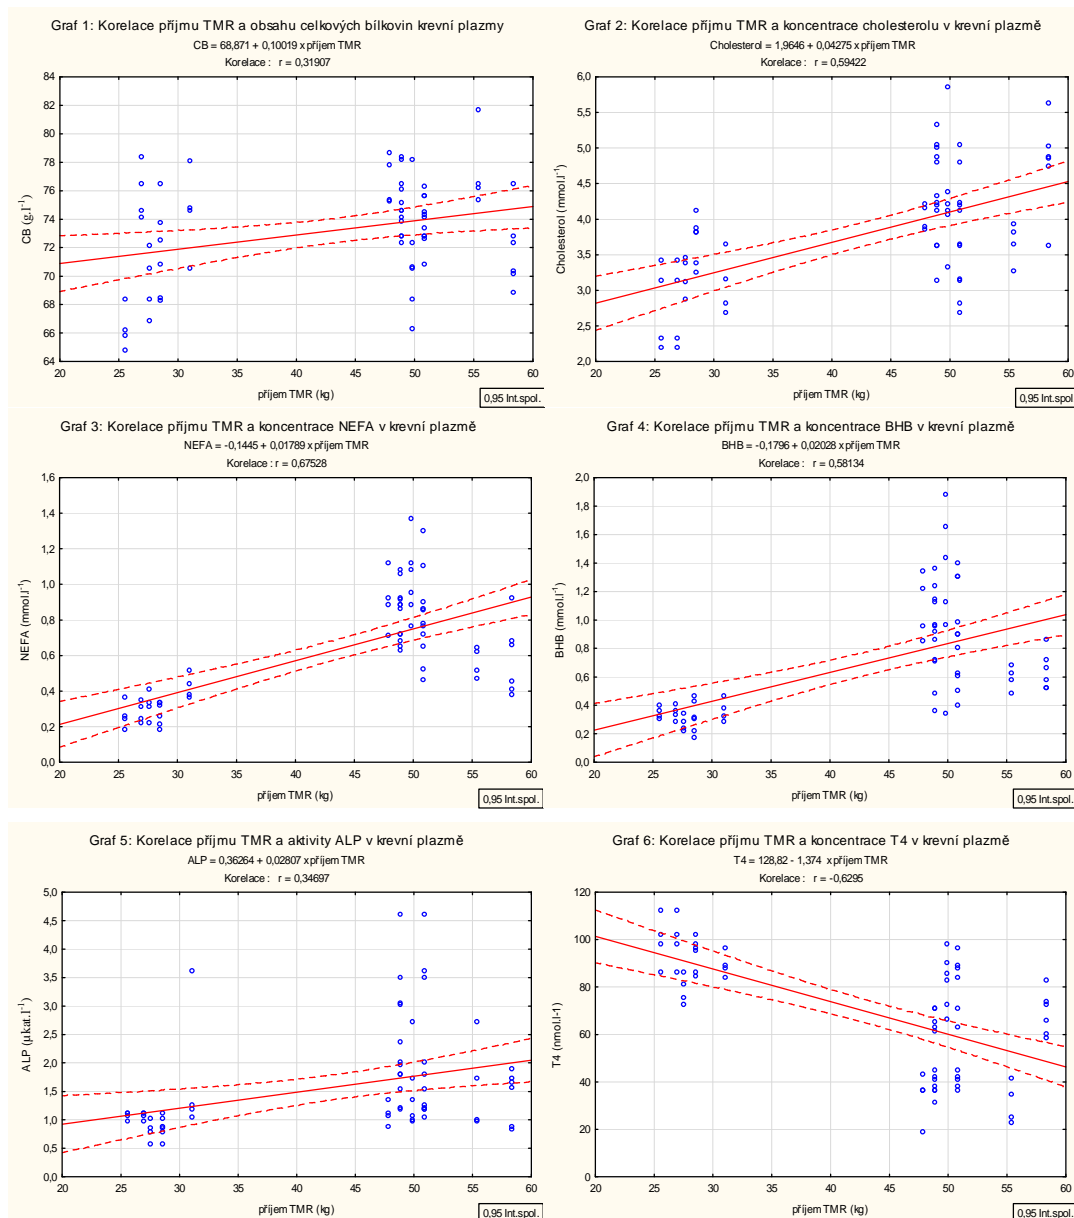 Graf 1: Korelace příjmu TMR a obsahu celkových bílkovin krevní plazmy
CB = 68,871 + 0,10019 x příjem TMR
Korelace : r = 0,31907
84
82
80
78
76
74
72
70
68
66
64
CB (g.l⁻¹)
20 25 30 35 40 45 50 55 60
příjem TMR (kg)
0,95 Int.spol.
Graf 2: Korelace příjmu TMR a koncentrace cholesterolu v krevní plazmě
Cholesterol = 1,9646 + 0,04275 x příjem TMR
Korelace : r = 0,59422
6,0
5,5
5,0
4,5
4,0
3,5
3,0
2,5
2,0
Cholesterol (mmol.l⁻¹)
20 25 30 35 40 45 50 55 60
příjem TMR (kg)
0,95 Int.spol.
Graf 3: Korelace příjmu TMR a koncentrace NEFA v krevní plazmě
NEFA = -0,1445 + 0,01789 x příjem TMR
Korelace : r = 0,67528
1,6
1,4
1,2
1,0
0,8
0,6
0,4
0,2
0,0
NEFA (mmol.l⁻¹)
20 25 30 35 40 45 50 55 60
příjem TMR (kg)
0,95 Int.spol.
Graf 4: Korelace příjmu TMR a koncentrace BHB v krevní plazmě
BHB = -0,1796 + 0,02028 x příjem TMR
Korelace : r = 0,58134
2,0
1,8
1,6
1,4
1,2
1,0
0,8
0,6
0,4
0,2
0,0
BHB (mmol.l⁻¹)
20 25 30 35 40 45 50 55 60
příjem TMR (kg)
0,95 Int.spol.
Graf 5: Korelace příjmu TMR a aktivity ALP v krevní plazmě
ALP = 0,36264 + 0,02807 x příjem TMR
Korelace : r = 0,34697
5,0
4,5
4,0
3,5
3,0
2,5
2,0
1,5
1,0
0,5
0,0
ALP (μkat.l⁻¹)
20 25 30 35 40 45 50 55 60
příjem TMR (kg)
0,95 Int.spol.
Graf 6: Korelace příjmu TMR a koncentrace T4 v krevní plazmě
T4 = 128,82 - 1,374 x příjem TMR
Korelace : r = -0,6295
120
100
80
60
40
20
0
T4 (nmol.l-1)
20 25 30 35 40 45 50 55 60
příjem TMR (kg)
0,95 Int.spol.